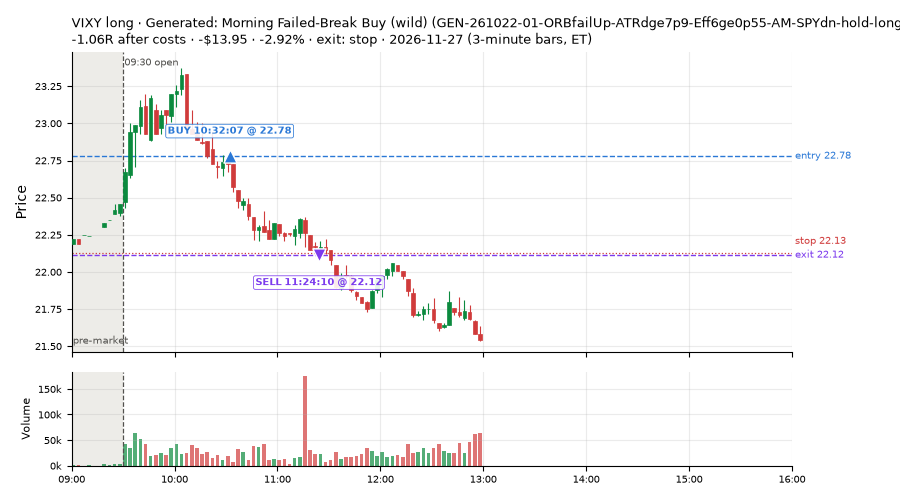 VIXY long · Generated: Morning Failed-Break Buy (wild) (GEN-261022-01-ORBfailUp-ATRdge7p9-Eff6ge0p55-AM-SPYdn-hold-long
-1.06R after costs · -$13.95 · -2.92% · exit: stop · 2026-11-27 (3-minute bars, ET)
09:30 open
23.25
23.00
22.75
22.50
22.25
22.00
21.75
21.50
Price
BUY 10:32:07 @ 22.78
entry 22.78
stop 22.13
exit 22.12
SELL 11:24:10 @ 22.12
pre-market
150k
100k
50k
0k
Volume
09:00
10:00
11:00
12:00
13:00
14:00
15:00
16:00